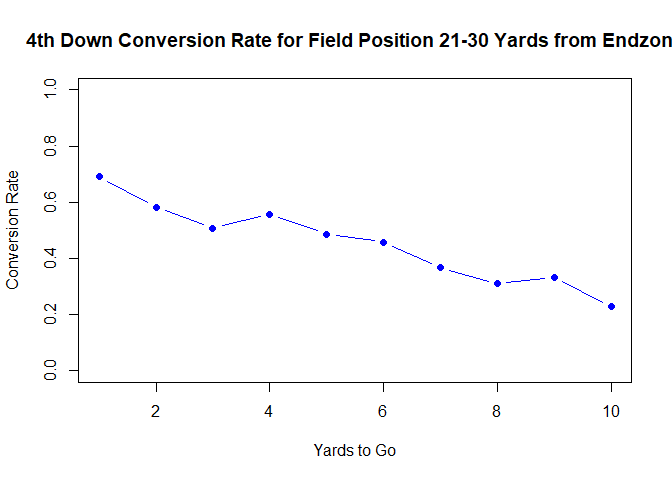 4th Down Conversion Rate for Field Position 21-30 Yards from Endzon
1.0
0.8
0.6
0.4
0.2
0.0
Conversion Rate
2 4 6 8 10
Yards to Go